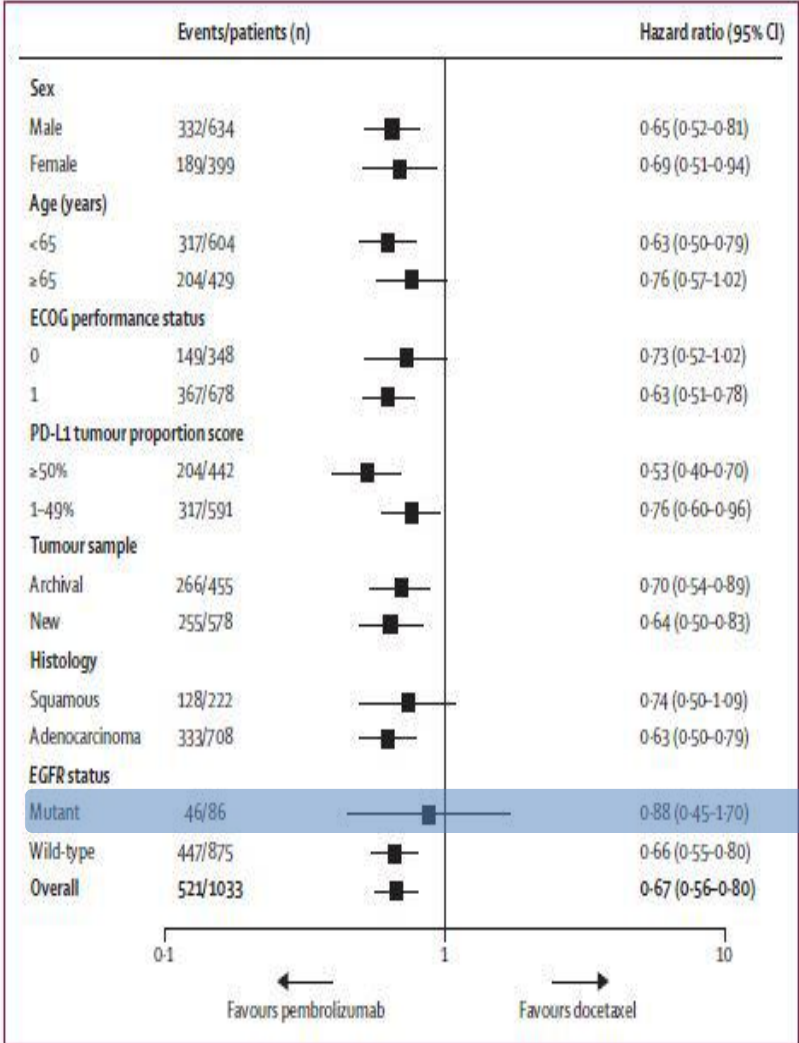 Events/patients (n) Hazard ratio (95% CI)
Sex
Male 332/634 0·65 (0·52–0·81)
Female 189/399 0·69 (0·51–0·94)
Age (years)
<65 317/604 0·63 (0·50–0·79)
≥65 204/429 0·76 (0·57–1·02)
ECOG performance status
0 149/348 0·73 (0·52–1·02)
1 367/678 0·63 (0·51–0·78)
PD-L1 tumour proportion score
≥50% 204/442 0·53 (0·40–0·70)
1–49% 317/591 0·76 (0·60–0·96)
Tumour sample
Archival 266/455 0·70 (0·54–0·89)
New 255/578 0·64 (0·50–0·83)
Histology
Squamous 128/222 0·74 (0·50–1·09)
Adenocarcinoma 333/708 0·63 (0·50–0·79)
EGFR status
Mutant 46/86 0·88 (0·45–1·70)
Wild-type 447/875 0·66 (0·55–0·80)
Overall 521/1033 0·67 (0·56–0·80)
0·1 1 10
Favours pembrolizumab Favours docetaxel